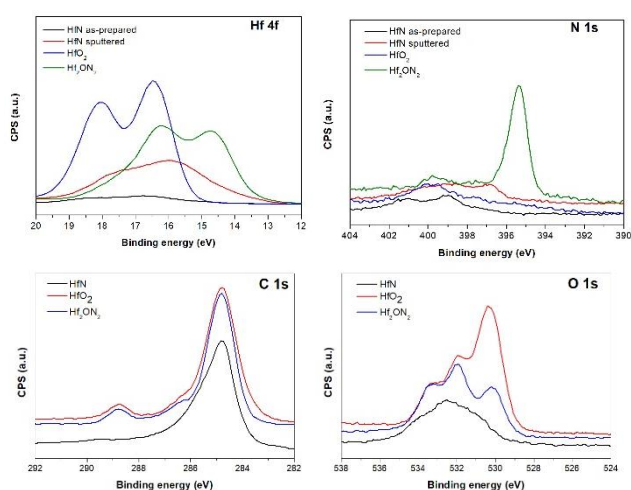 Hf 4f
HfN as-prepared
HfN sputtered
HfO2
Hf2ON2
CPS (a.u.)
20 19 18 17 16 15 14 13 12
Binding energy (eV)
N 1s
HfN as-prepared
HfN sputtered
HfO2
Hf2ON2
CPS (a.u.)
404 402 400 398 396 394 392 390
Binding energy (eV)
C 1s
HfN
HfO2
Hf2ON2
CPS (a.u.)
292 290 288 286 284 282
Binding energy (eV)
O 1s
HfN
HfO2
Hf2ON2
CPS (a.u.)
538 536 534 532 530 528 526 524
Binding energy (eV)